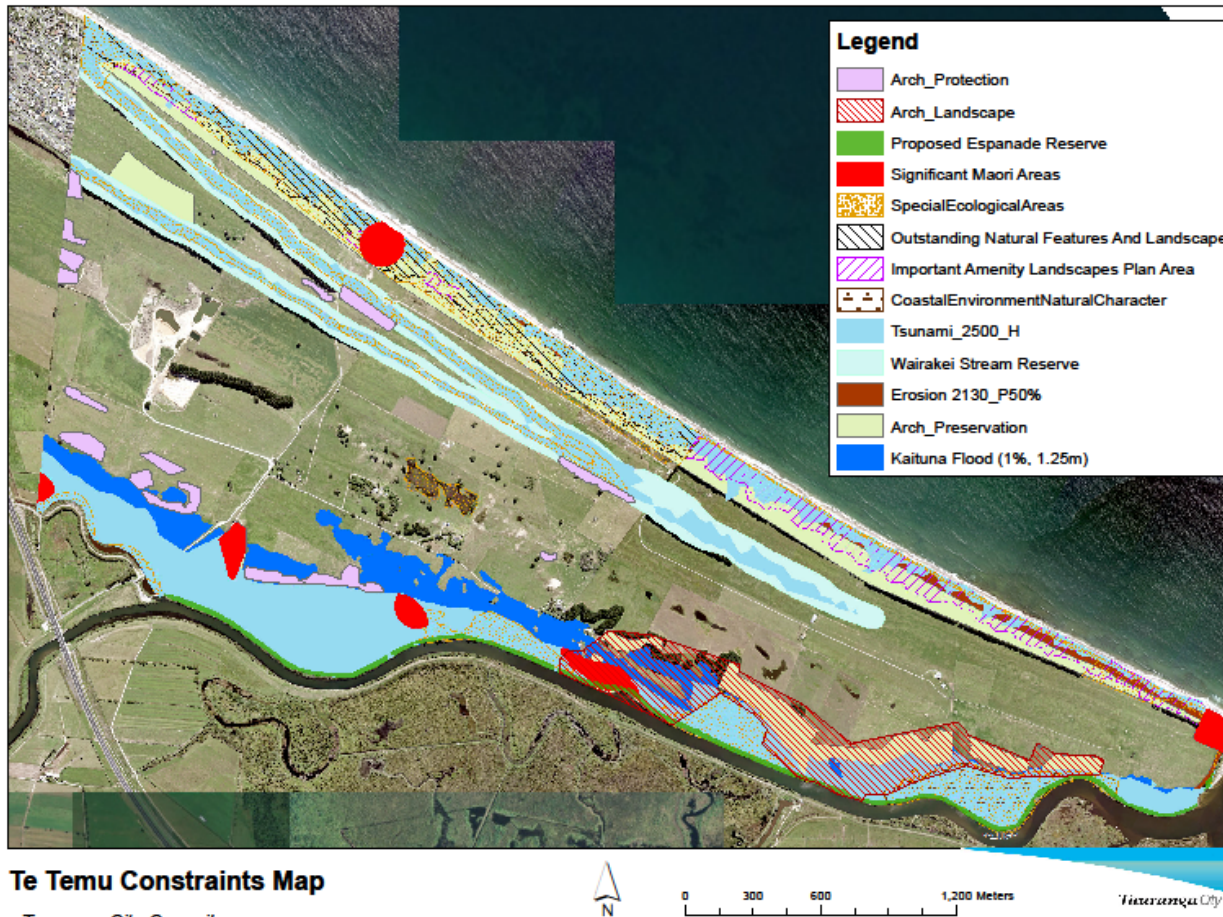 Legend
Arch_Protection
Arch_Landscape
Proposed Espanade Reserve
Significant Maori Areas
SpecialEcologicalAreas
Outstanding Natural Features And Landscape
Important Amenity Landscapes Plan Area
CoastalEnvironmentNaturalCharacter
Tsunami_2500_H
Wairakei Stream Reserve
Erosion 2130_P50%
Arch_Preservation
Kaituna Flood (1%, 1.25m)
Te Temu Constraints Map
N
0 300 600 1,200 Meters
Tauranga City